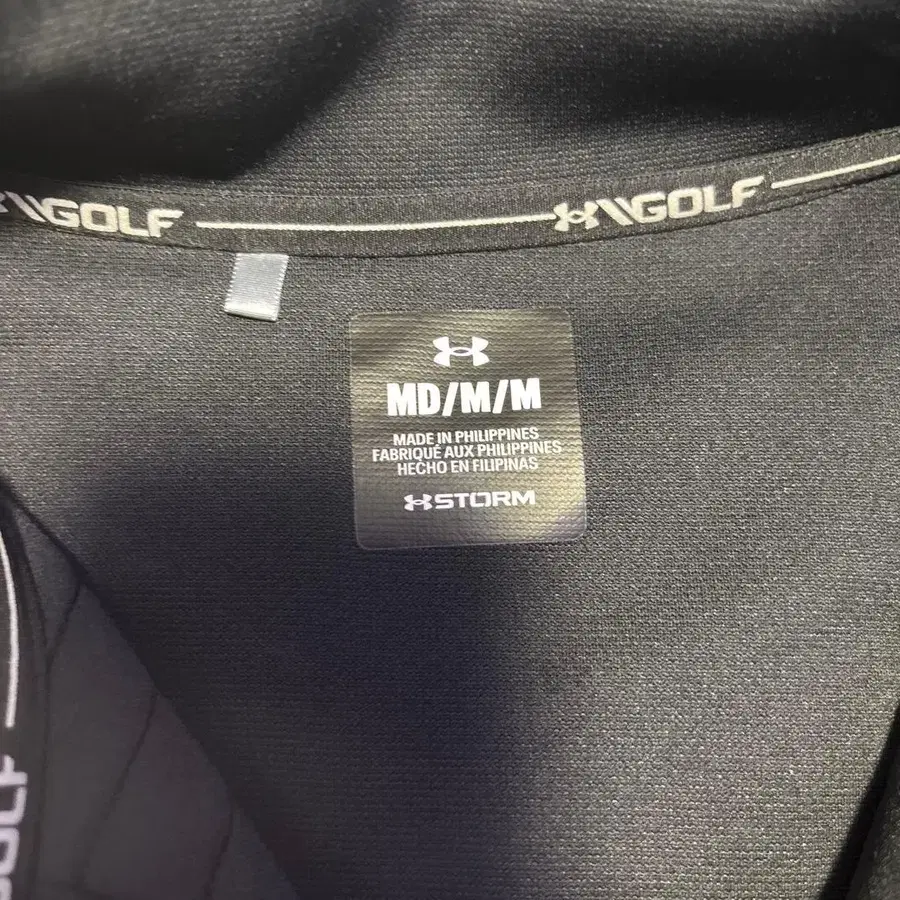 GOLF
\\GOLF
MD/M/M
MADE IN PHILIPPINES
FABRIQUÉ AUX PHILIPPINES
HECHO EN FILIPINAS
STORM
GOLF